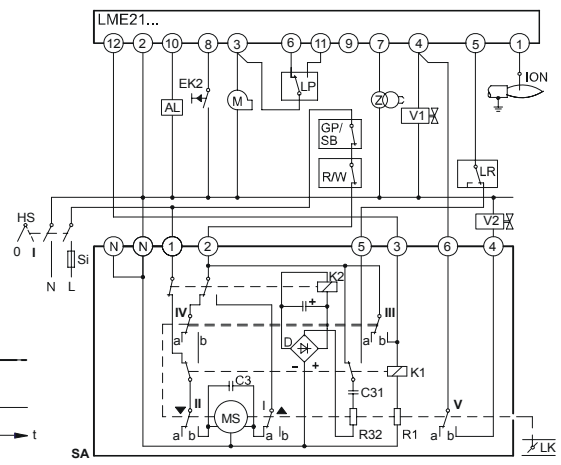 LME21...
12 2 10 8 3 6 11 9 7 4 5 1
EK2
LP
ION
AL
M
Z
C
V1
GP/
SB
R/W
LR
HS
0 I
Si
N L
V2
N N 1 2 5 3 6 4
K2
IV
III
a b
+
a b
D
K1
- +
C3
C31
II
I
V
MS
a b
a b
R32
R1
a b
t
SA
LK